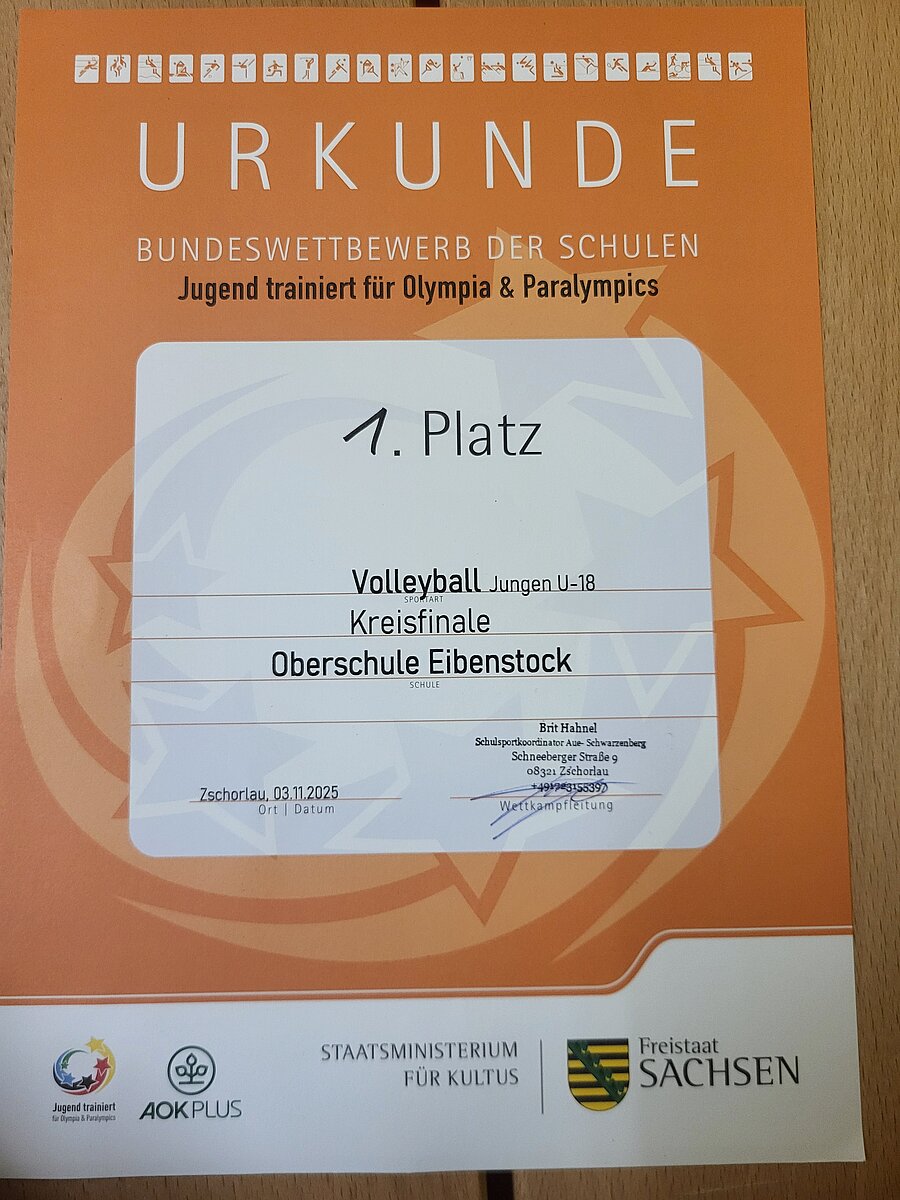 URKUNDE
BUNDESWETTBEWERB DER SCHULEN
Jugend trainiert für Olympia & Paralympics
1. Platz
Volleyball Jungen U-18
SPORTART
Kreisfinale
Oberschule Eibenstock
SCHULE
Brit Hahnel
Schulsportkoordinator Aue- Schwarzenberg
Schneeberger Straße 9
08321 Zschorlau
Zschorlau, 03.11.2025
Ort | Datum
Wettkampfleitung
Jugend trainiert
für Olympia & Paralympics
AOK PLUS
STAATSMINISTERIUM
FÜR KULTUS
Freistaat
SACHSEN